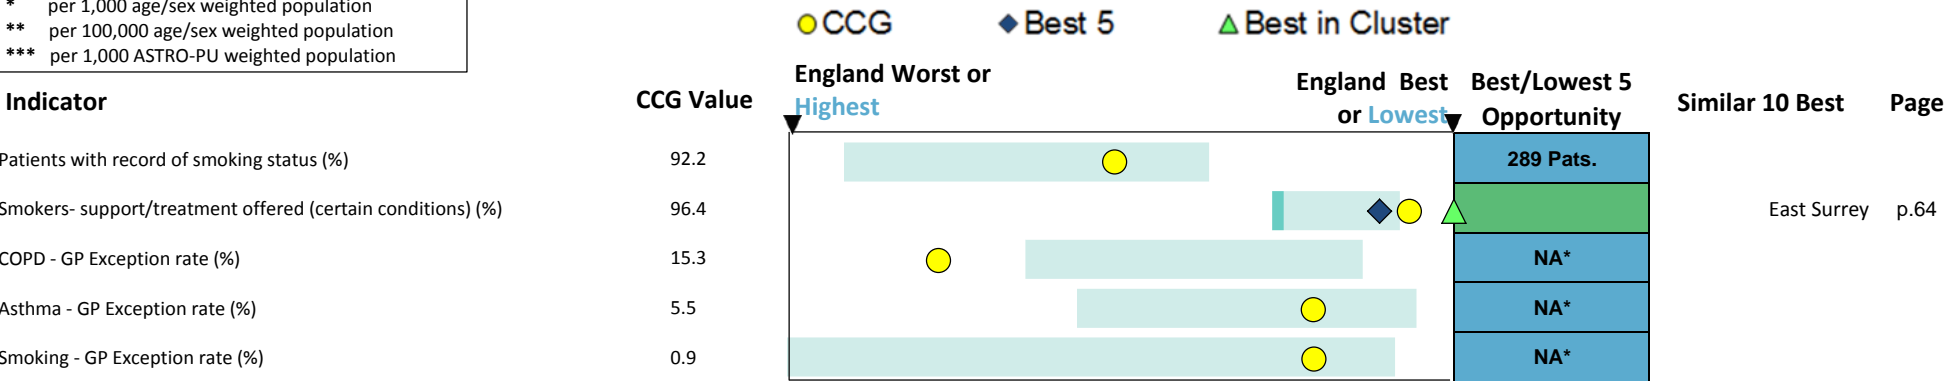 * per 1,000 age/sex weighted population
** per 100,000 age/sex weighted population
*** per 1,000 ASTRO-PU weighted population
CCG Best 5 Best in Cluster
Indicator CCG Value England Worst or Highest England Best or Lowest Best/Lowest 5 Opportunity Similar 10 Best Page
Patients with record of smoking status (%) 92.2 289 Pats.
Smokers- support/treatment offered (certain conditions) (%) 96.4 East Surrey p.64
COPD - GP Exception rate (%) 15.3 NA*
Asthma - GP Exception rate (%) 5.5 NA*
Smoking - GP Exception rate (%) 0.9 NA*